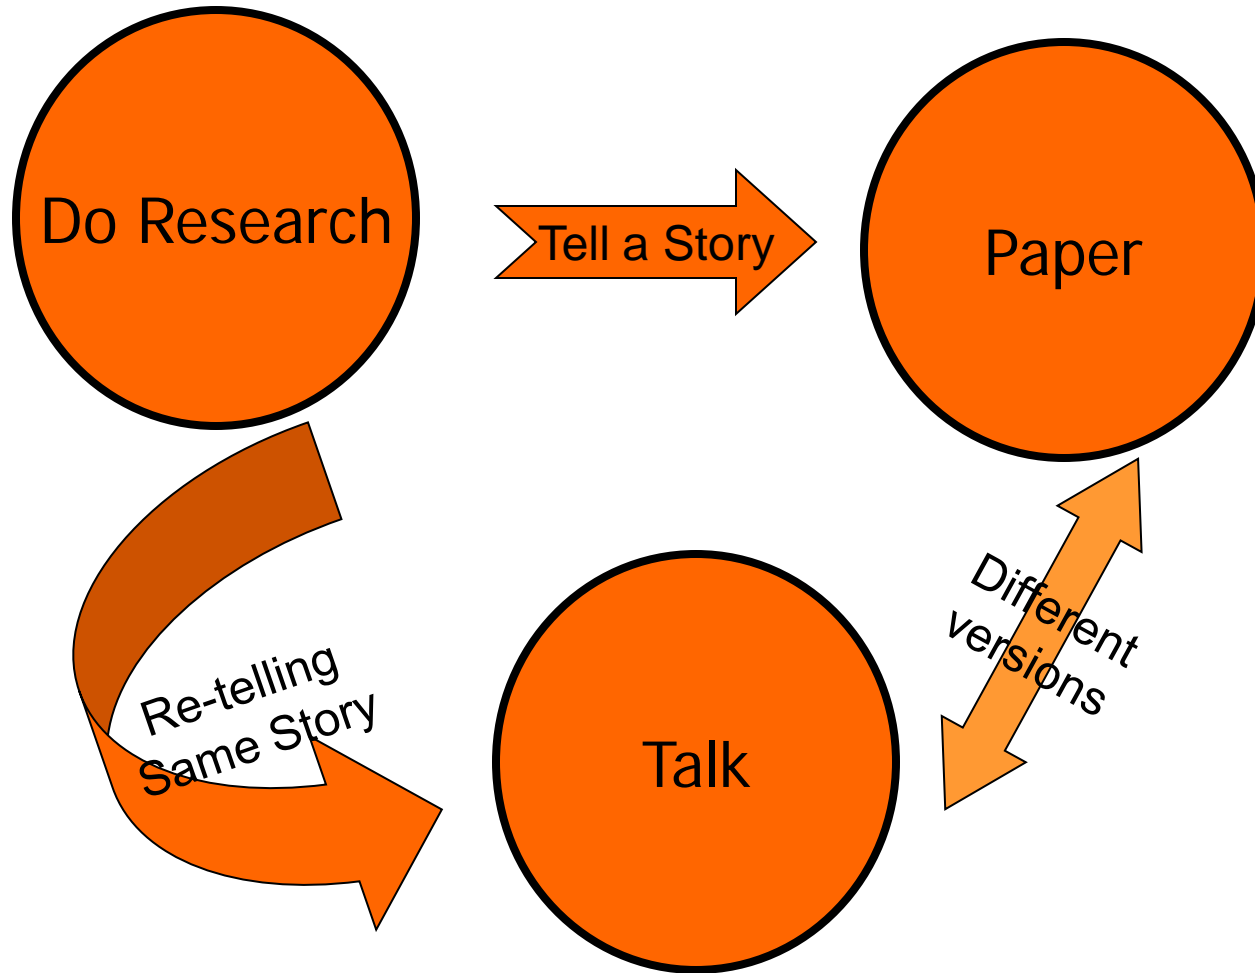 Do Research
Tell a Story
Paper
Different
versions
Re-telling
Same Story
Talk